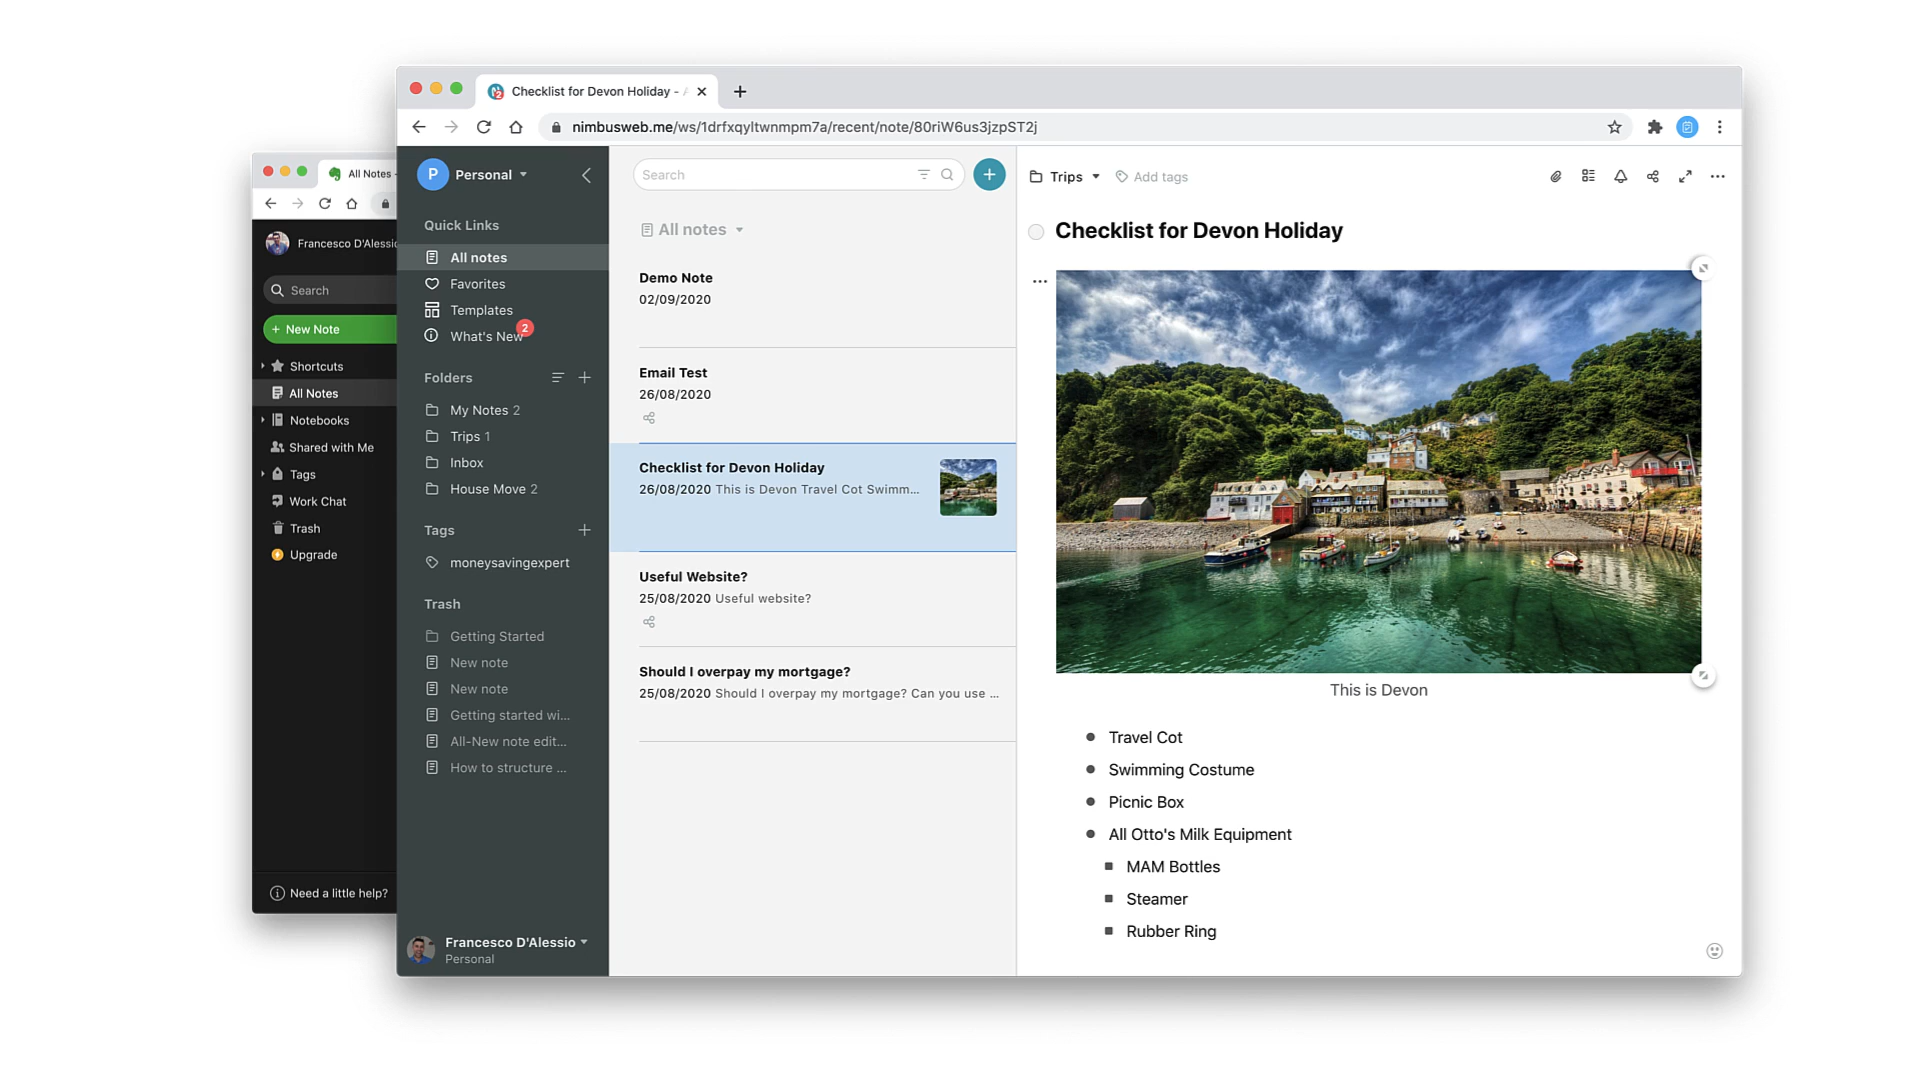 All Notes -
Francesco D'Alessio
Search
+ New Note
Shortcuts
All Notes
Notebooks
Shared with Me
Tags
Work Chat
Trash
Upgrade
Need a little help?
Checklist for Devon Holiday -
nimbusweb.me/ws/1drfxqyltwnmpm7a/recent/note/80riW6us3jzpST2j
P Personal
Quick Links
All notes
Favorites
Templates
What's New 2
Folders
My Notes 2
Trips 1
Inbox
House Move 2
Tags
moneysavingexpert
Trash
Getting Started
New note
New note
Getting started wi...
All-New note edit...
How to structure ...
Francesco D'Alessio
Personal
Search
All notes
Demo Note
02/09/2020
Email Test
26/08/2020
Checklist for Devon Holiday
26/08/2020 This is Devon Travel Cot Swimm...
Useful Website?
25/08/2020 Useful website?
Should I overpay my mortgage?
25/08/2020 Should I overpay my mortgage? Can you use ...
Trips Add tags
Checklist for Devon Holiday
This is Devon
Travel Cot
Swimming Costume
Picnic Box
All Otto's Milk Equipment
MAM Bottles
Steamer
Rubber Ring